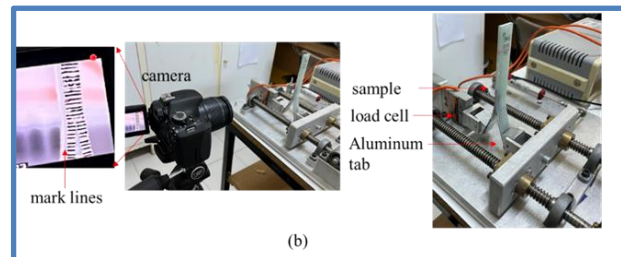 camera
mark lines
sample
load cell
Aluminum
tab
(b)